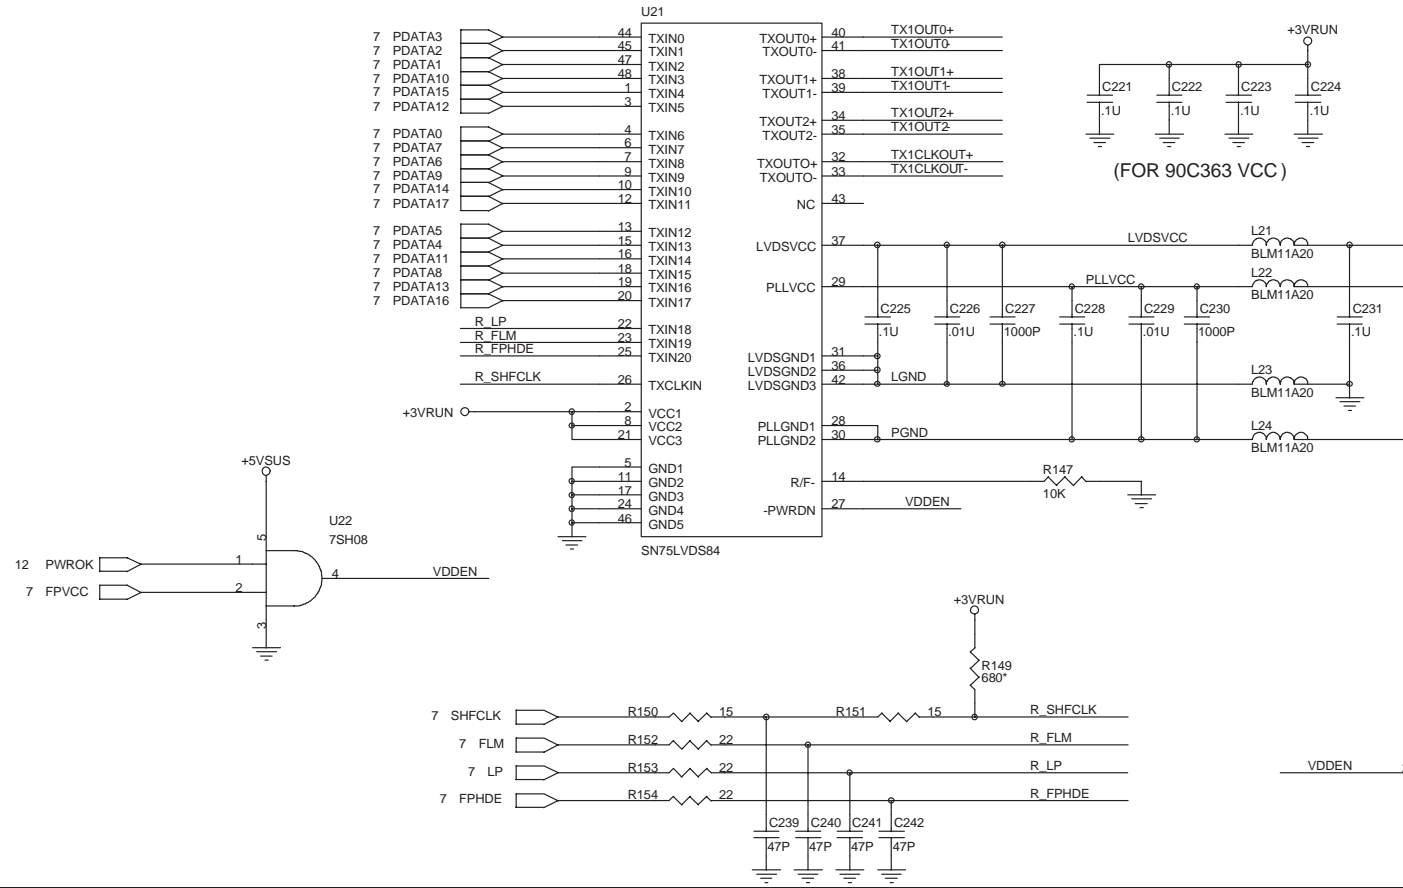 U21
7 PDATA3 44 TXIN0 TXOUT0+ 40 TX1OUT0+
7 PDATA2 45 TXIN1 TXOUT0- 41 TX1OUT0-
7 PDATA1 47 TXIN2
7 PDATA10 48 TXIN3 TXOUT1+ 38 TX1OUT1+
7 PDATA15 1 TXIN4 TXOUT1- 39 TX1OUT1-
7 PDATA12 3 TXIN5
TXOUT2+ 34 TX1OUT2+
7 PDATA0 4 TXIN6 TXOUT2- 35 TX1OUT2-
7 PDATA7 6 TXIN7
7 PDATA6 7 TXIN8 TXOUTO+ 32 TX1CLKOUT+
7 PDATA9 9 TXIN9 TXOUTO- 33 TX1CLKOUT-
7 PDATA14 10 TXIN10
7 PDATA17 12 TXIN11 NC 43
7 PDATA5 13 TXIN12
7 PDATA4 15 TXIN13 LVDSVCC 37 LVDSVCC
7 PDATA11 16 TXIN14
7 PDATA8 18 TXIN15
7 PDATA13 19 TXIN16 PLLVCC 29 PLLVCC
7 PDATA16 20 TXIN17
R_LP 22 TXIN18
R_FLM 23 TXIN19
R_FPHDE 25 TXIN20 LVDSGND1 31
LVDSGND2 36
R_SHFCLK 26 TXCLKIN LVDSGND3 42 LGND
+3VRUN 2 VCC1
8 VCC2 PLLGND1 28
21 VCC3 PLLGND2 30 PGND
5 GND1
11 GND2 R/F- 14 R147
10K
17 GND3
24 GND4 -PWRDN 27 VDDEN
46 GND5
SN75LVDS84
+3VRUN
C221 C222 C223 C224
.1U .1U .1U .1U
(FOR 90C363 VCC )
L21
BLM11A20
L22
BLM11A20
C225 C226 C227 C228 C229 C230 C231
.1U .01U 1000P .1U .01U 1000P .1U
L23
BLM11A20
L24
BLM11A20
+5VSUS
U22
7SH08
5
12 PWROK 1
4 VDDEN
7 FPVCC 2
3
+3VRUN
R149
680*
7 SHFCLK R150 15 R151 15 R_SHFCLK
7 FLM R152 22 R_FLM
7 LP R153 22 R_LP
VDDEN
7 FPHDE R154 22 R_FPHDE
C239 C240 C241 C242
47P 47P 47P 47P